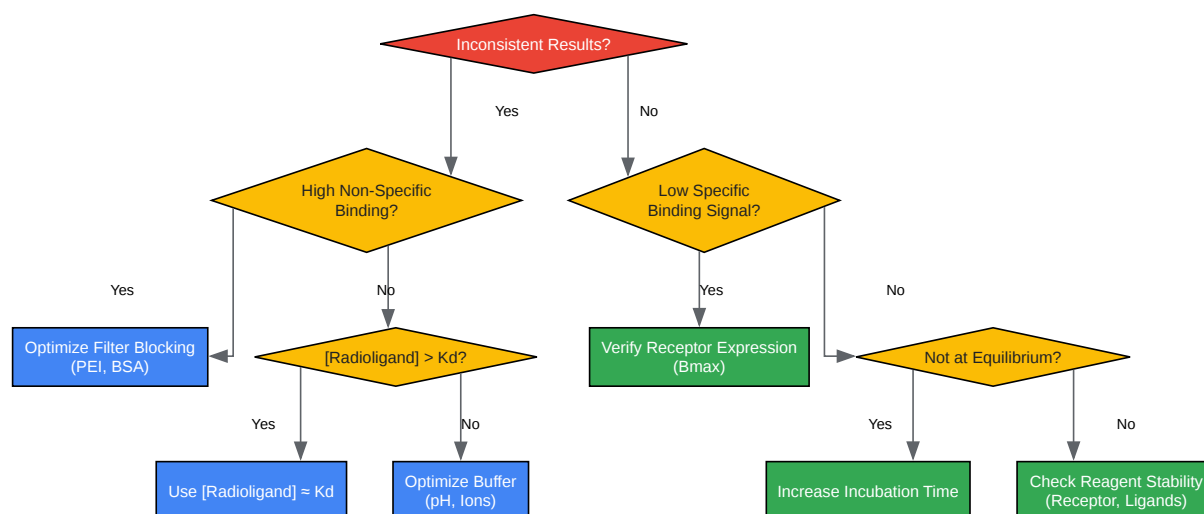 Inconsistent Results?
Yes
No
High Non-Specific
Binding?
Low Specific
Binding Signal?
Yes
No
Yes
No
Optimize Filter Blocking
(PEI, BSA)
[Radioligand] > Kd?
Verify Receptor Expression
(Bmax)
Not at Equilibrium?
Yes
No
Yes
No
Use [Radioligand] ≈ Kd
Optimize Buffer
(pH, Ions)
Increase Incubation Time
Check Reagent Stability
(Receptor, Ligands)